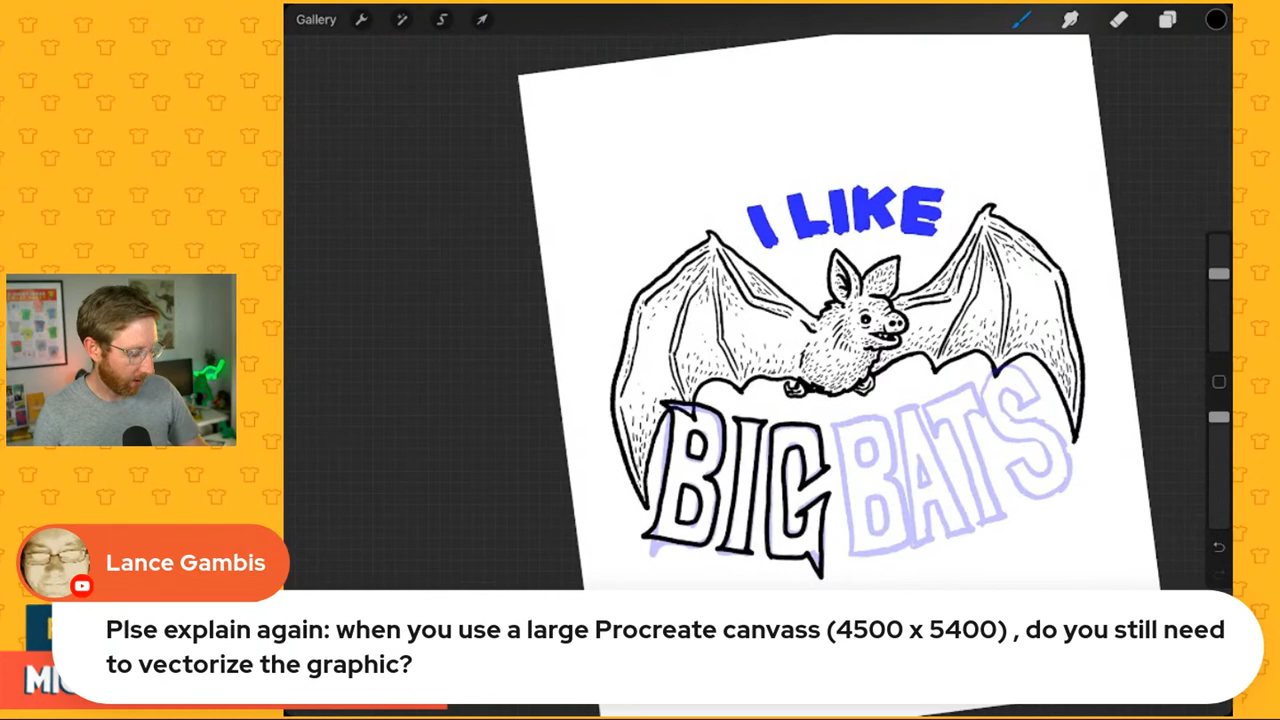 Gallery
I LIKE
BIG BATS
Lance Gambis
Plse explain again: when you use a large Procreate canvass (4500 x 5400) , do you still need
to vectorize the graphic?